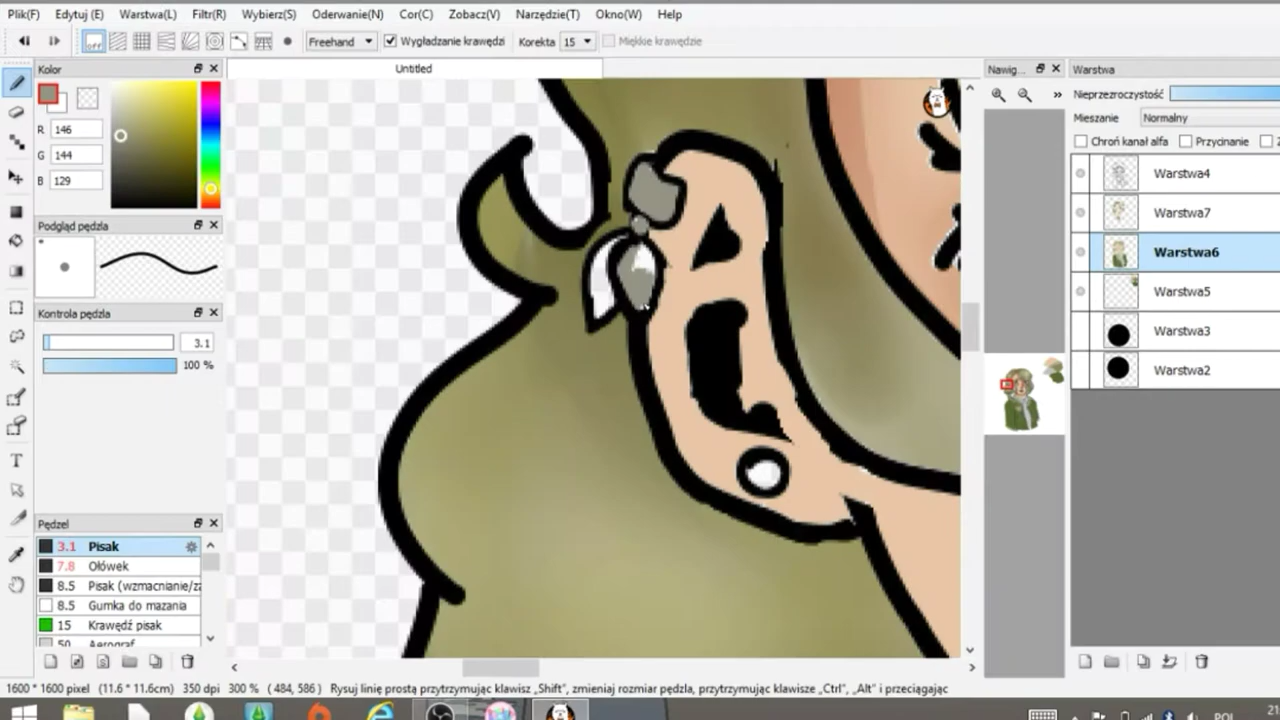 Plik(F) Edytuj (E) Warstwa(L) Filtr(R) Wybierz(S) Oderwanie(N) Cor(C) Zobacz(V) Narzędzie(T) Okno(W) Help
off Freehand Wygładzanie krawędzi Korekta 15 Miękkie krawędzie
Kolor
R 146
G 144
B 129
Podgląd pędzla
Kontrola pędzla
3.1
100 %
Pędzel
3.1 Pisak
7.8 Ołówek
8.5 Pisak (wzmacnianie/za
8.5 Gumka do mazania
15 Krawędź pisak
50 Aerograf
T
Untitled
Nawig...
»
Warstwa
Nieprzezroczystość
Mieszanie Normalny
Chroń kanał alfa Przycinanie
Warstwa4
Warstwa7
Warstwa6
Warstwa5
Warstwa3
Warstwa2
1600 * 1600 pixel (11.6 * 11.6cm) 350 dpi 300 % ( 484, 586 ) Rysuj linię prostą przytrzymując klawisz „Shift”, zmieniaj rozmiar pędzla, przytrzymując klawisze „Ctrl”, „Alt” i przeciągając
POL